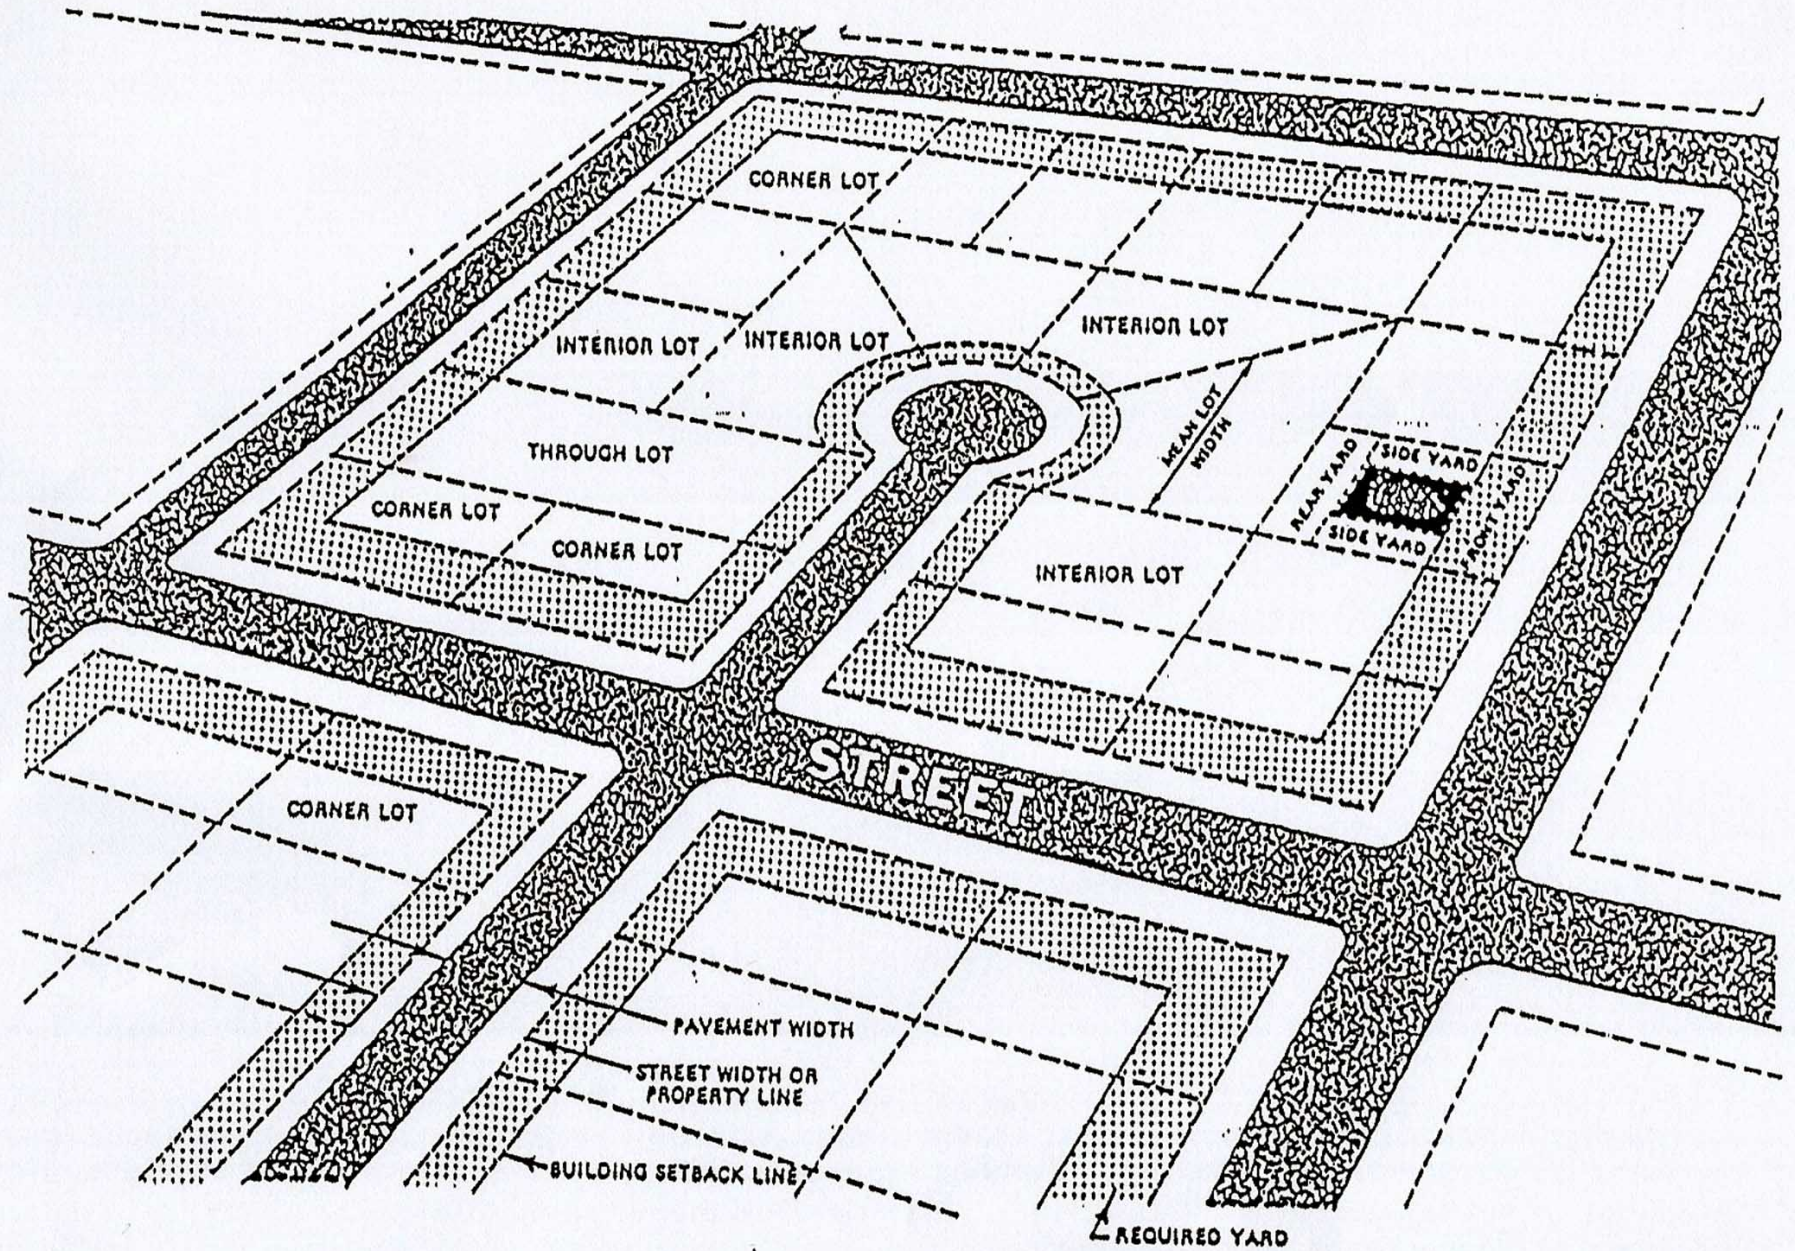 CORNER LOT
INTERIOR LOT
INTERIOR LOT
INTERIOR LOT
MEAN LOT
WIDTH
THROUGH LOT
REAR YARD
SIDE YARD
FRONT YARD
SIDE YARD
CORNER LOT
CORNER LOT
INTERIOR LOT
STREET
CORNER LOT
PAVEMENT WIDTH
STREET WIDTH OR
PROPERTY LINE
BUILDING SETBACK LINE
REQUIRED YARD